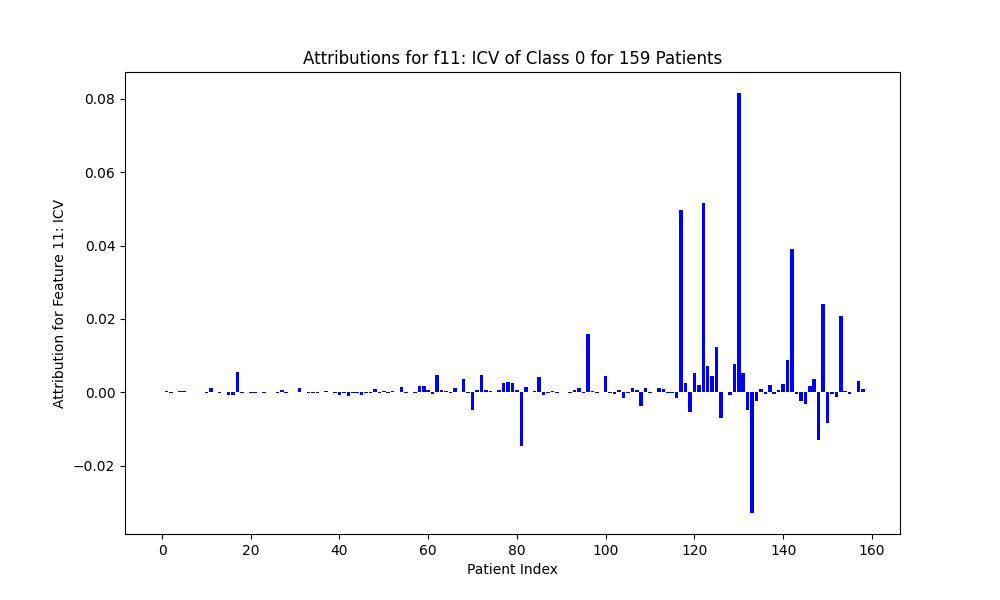 Attributions for f11: ICV of Class 0 for 159 Patients
Attribution for Feature 11: ICV
0.08
0.06
0.04
0.02
0.00
−0.02
0 20 40 60 80 100 120 140 160
Patient Index